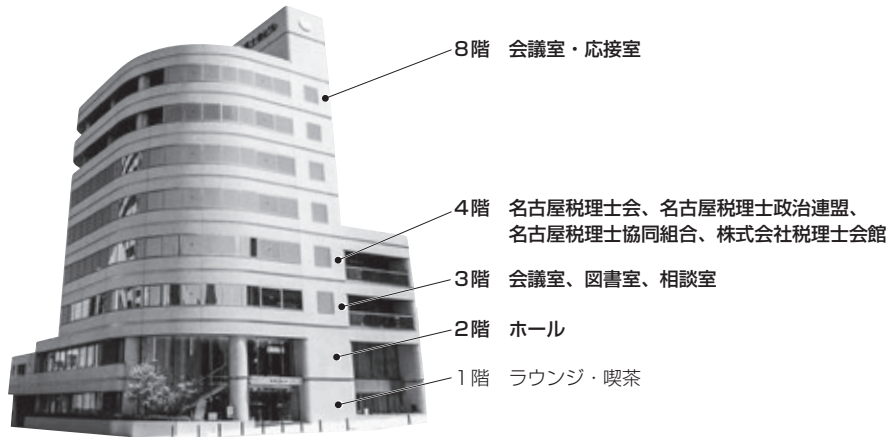 8階 会議室・応接室
4階 名古屋税理士会、名古屋税理士政治連盟、
名古屋税理士協同組合、株式会社税理士会館
3階 会議室、図書室、相談室
2階 ホール
1階 ラウンジ・喫茶